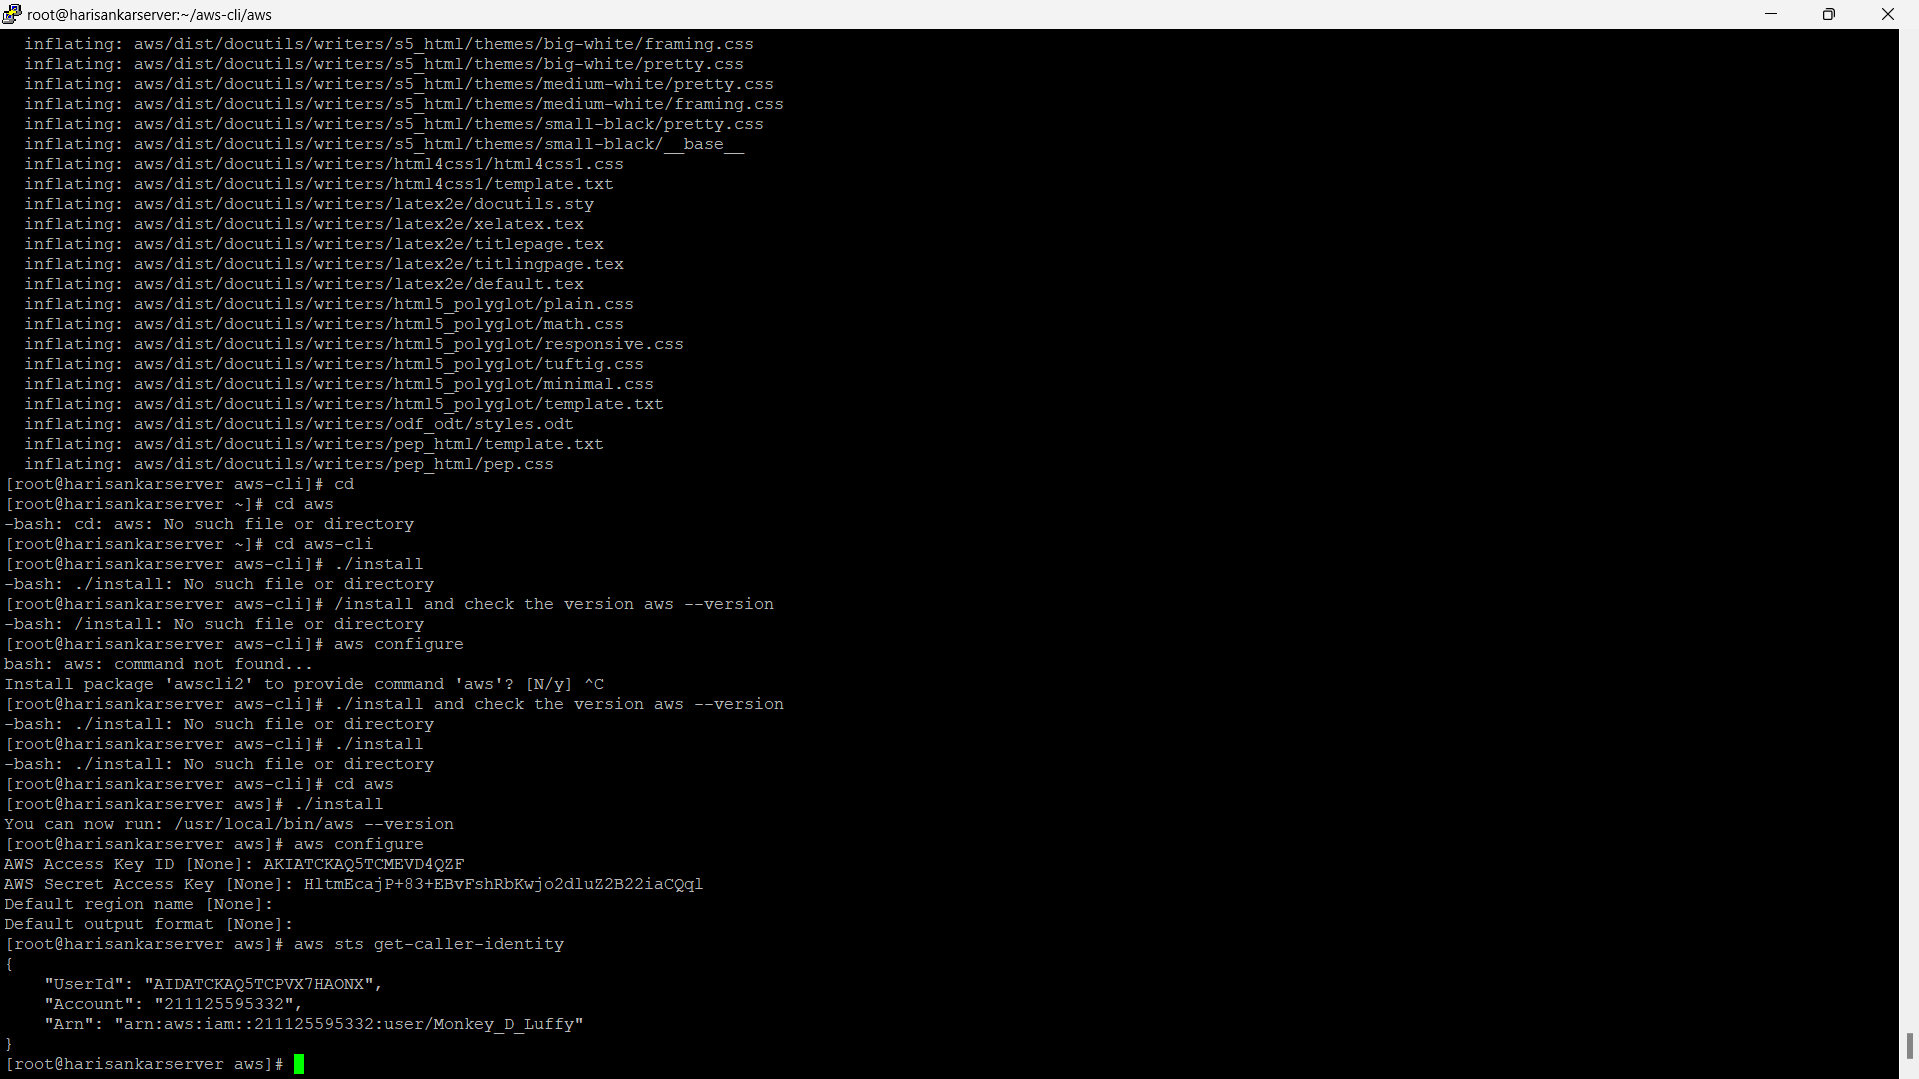 root@harisankarserver:~/aws-cli/aws
inflating: aws/dist/docutils/writers/s5_html/themes/big-white/framing.css
inflating: aws/dist/docutils/writers/s5_html/themes/big-white/pretty.css
inflating: aws/dist/docutils/writers/s5_html/themes/medium-white/pretty.css
inflating: aws/dist/docutils/writers/s5_html/themes/medium-white/framing.css
inflating: aws/dist/docutils/writers/s5_html/themes/small-black/pretty.css
inflating: aws/dist/docutils/writers/s5_html/themes/small-black/__base__
inflating: aws/dist/docutils/writers/html4css1/html4css1.css
inflating: aws/dist/docutils/writers/html4css1/template.txt
inflating: aws/dist/docutils/writers/latex2e/docutils.sty
inflating: aws/dist/docutils/writers/latex2e/xelatex.tex
inflating: aws/dist/docutils/writers/latex2e/titlepage.tex
inflating: aws/dist/docutils/writers/latex2e/titlingpage.tex
inflating: aws/dist/docutils/writers/latex2e/default.tex
inflating: aws/dist/docutils/writers/html5_polyglot/plain.css
inflating: aws/dist/docutils/writers/html5_polyglot/math.css
inflating: aws/dist/docutils/writers/html5_polyglot/responsive.css
inflating: aws/dist/docutils/writers/html5_polyglot/tuftig.css
inflating: aws/dist/docutils/writers/html5_polyglot/minimal.css
inflating: aws/dist/docutils/writers/html5_polyglot/template.txt
inflating: aws/dist/docutils/writers/odf_odt/styles.odt
inflating: aws/dist/docutils/writers/pep_html/template.txt
inflating: aws/dist/docutils/writers/pep_html/pep.css
[root@harisankarserver aws-cli]# cd
[root@harisankarserver ~]# cd aws
-bash: cd: aws: No such file or directory
[root@harisankarserver ~]# cd aws-cli
[root@harisankarserver aws-cli]# ./install
-bash: ./install: No such file or directory
[root@harisankarserver aws-cli]# /install and check the version aws --version
-bash: /install: No such file or directory
[root@harisankarserver aws-cli]# aws configure
bash: aws: command not found...
Install package 'awscli2' to provide command 'aws'? [N/y] ^C
[root@harisankarserver aws-cli]# ./install and check the version aws --version
-bash: ./install: No such file or directory
[root@harisankarserver aws-cli]# ./install
-bash: ./install: No such file or directory
[root@harisankarserver aws-cli]# cd aws
[root@harisankarserver aws]# ./install
You can now run: /usr/local/bin/aws --version
[root@harisankarserver aws]# aws configure
AWS Access Key ID [None]: AKIATCKAQ5TCMEVD4QZF
AWS Secret Access Key [None]: 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
Default region name [None]:
Default output format [None]:
[root@harisankarserver aws]# aws sts get-caller-identity
{
"UserId": "AIDATCKAQ5TCPVX7HAONX",
"Account": "211125595332",
"Arn": "arn:aws:iam::211125595332:user/Monkey_D_Luffy"
}
[root@harisankarserver aws]#